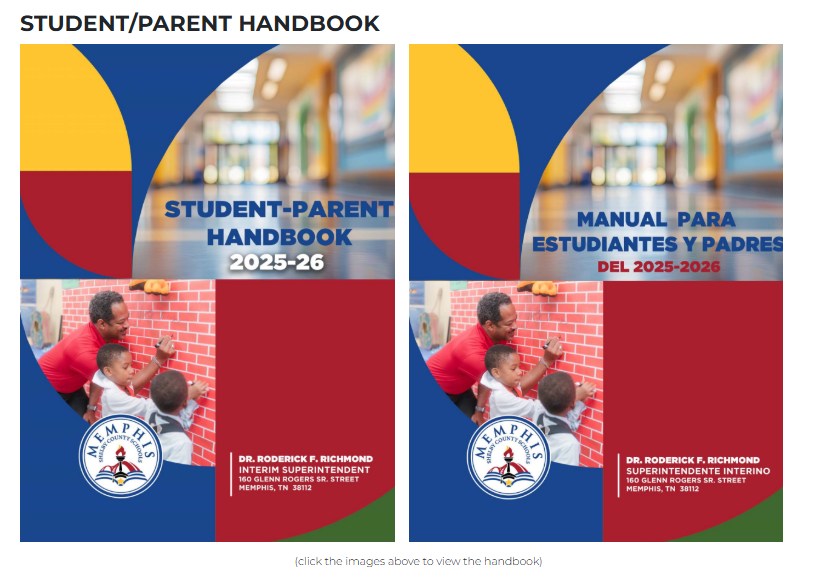 STUDENT/PARENT HANDBOOK
STUDENT-PARENT
HANDBOOK
2025-26
MEMPHIS
SHELBY COUNTY SCHOOLS
DR. RODERICK F. RICHMOND
INTERIM SUPERINTENDENT
160 GLENN ROGERS SR. STREET
MEMPHIS, TN 38112
MANUAL PARA
ESTUDIANTES Y PADRES
DEL 2025-2026
MEMPHIS
SHELBY COUNTY SCHOOLS
DR. RODERICK F. RICHMOND
SUPERINTENDENTE INTERINO
160 GLENN ROGERS SR. STREET
MEMPHIS, TN 38112
(click the images above to view the handbook)